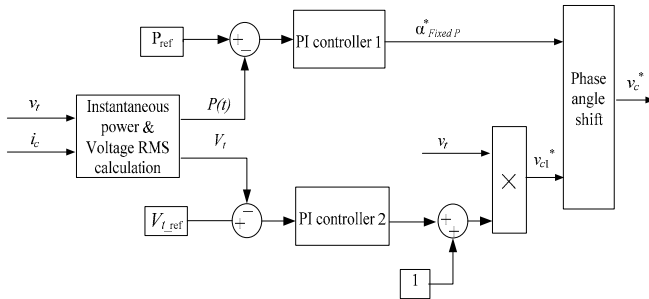 P_ref
+
−
PI controller 1
α*_Fixed P
Phase
angle
shift
v_c*
v_t
i_c
Instantaneous
power &
Voltage RMS
calculation
P(t)
V_t
v_t
×
v_c1*
V_t_ref
−
+
PI controller 2
+
+
1